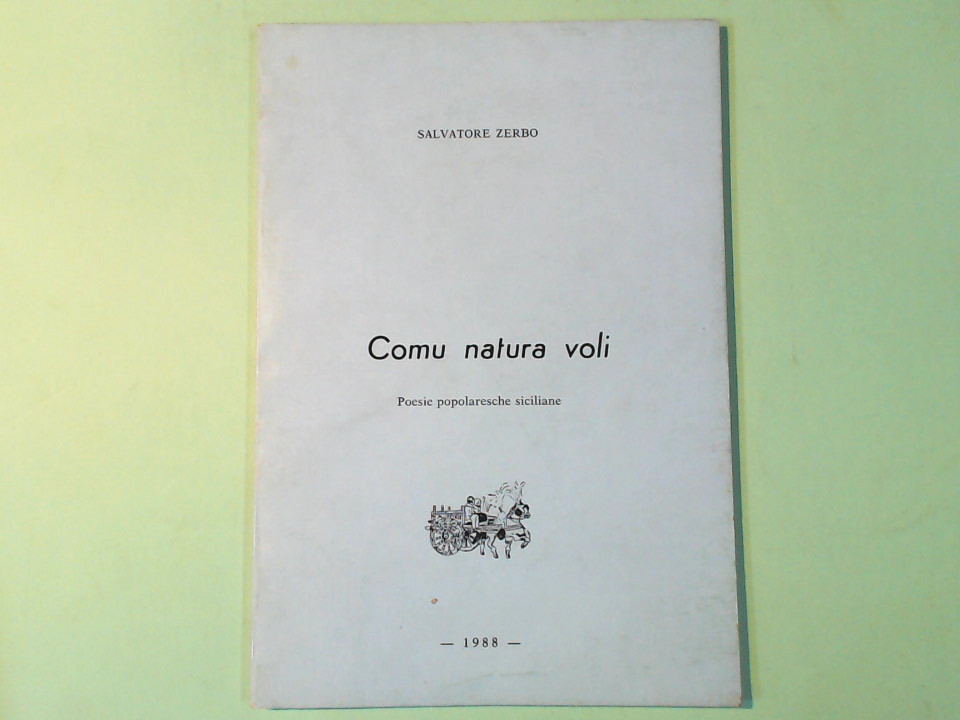 SALVATORE ZERBO
Comu natura voli
Poesie popolaresche siciliane
— 1988 —